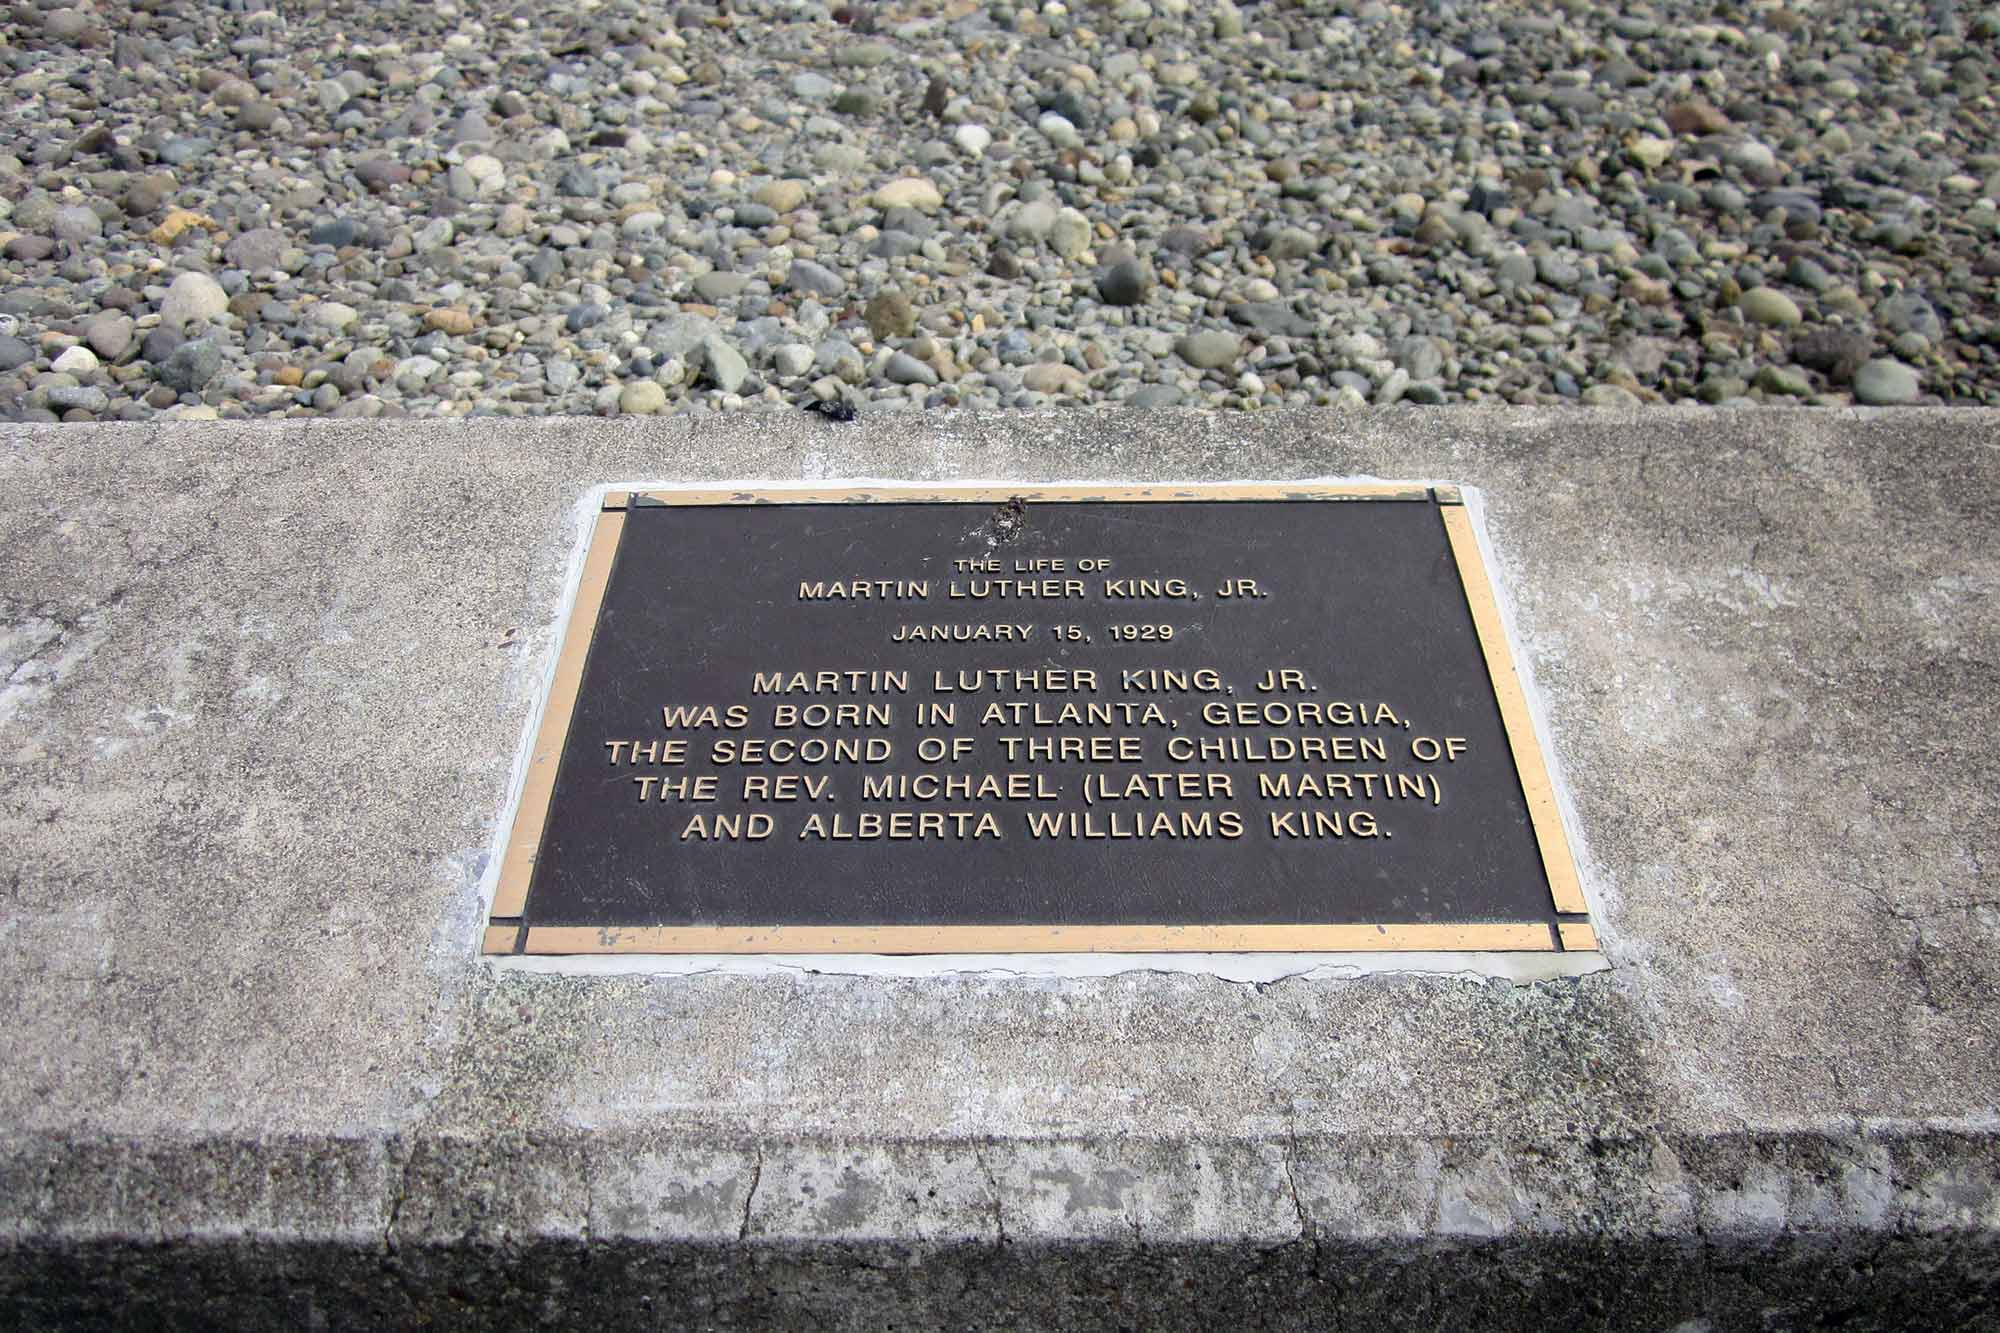 THE LIFE OF
MARTIN LUTHER KING, JR.
JANUARY 15, 1929
MARTIN LUTHER KING, JR.
WAS BORN IN ATLANTA, GEORGIA,
THE SECOND OF THREE CHILDREN OF
THE REV. MICHAEL (LATER MARTIN)
AND ALBERTA WILLIAMS KING.